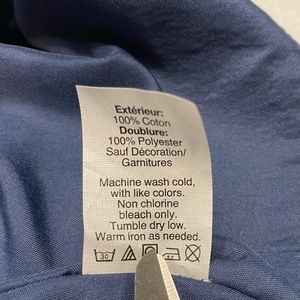 Extérieur:
100% Coton
Doublure:
100% Polyester
Sauf Décoration/
Garnitures
Machine wash cold,
with like colors.
Non chlorine
bleach only.
Tumble dry low.
Warm iron as needed.
30